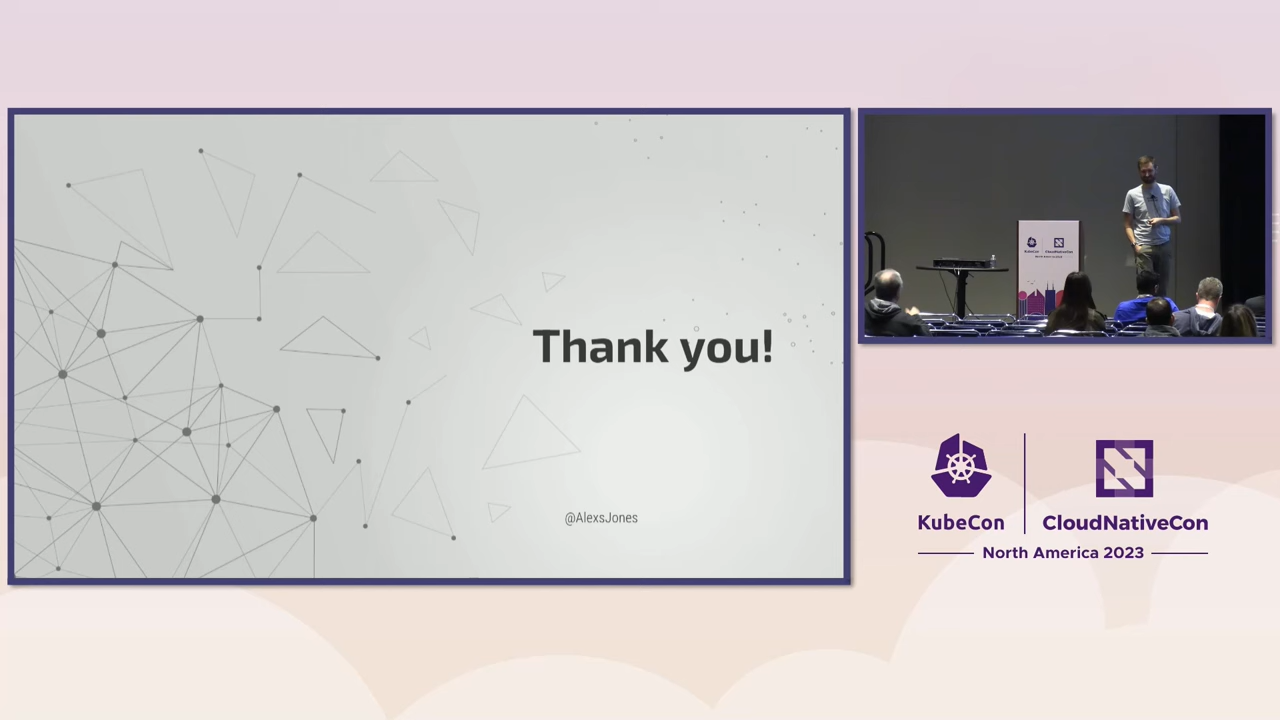 Thank you!
@AlexsJones
KubeCon
CloudNativeCon
North America 2023